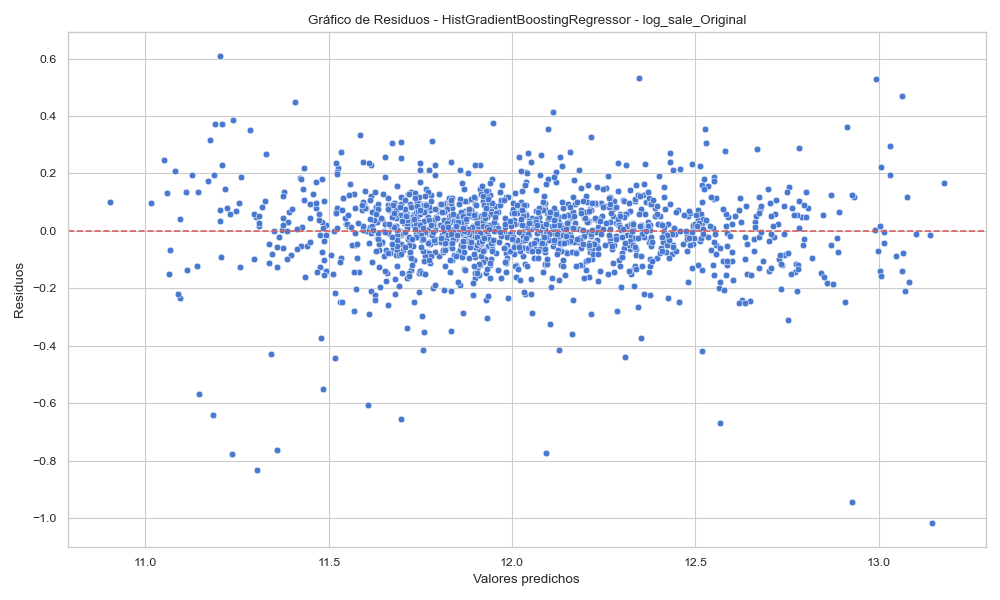 Gráfico de Residuos - HistGradientBoostingRegressor - log_sale_Original
Residuos
0.6
0.4
0.2
0.0
−0.2
−0.4
−0.6
−0.8
−1.0
11.0 11.5 12.0 12.5 13.0
Valores predichos